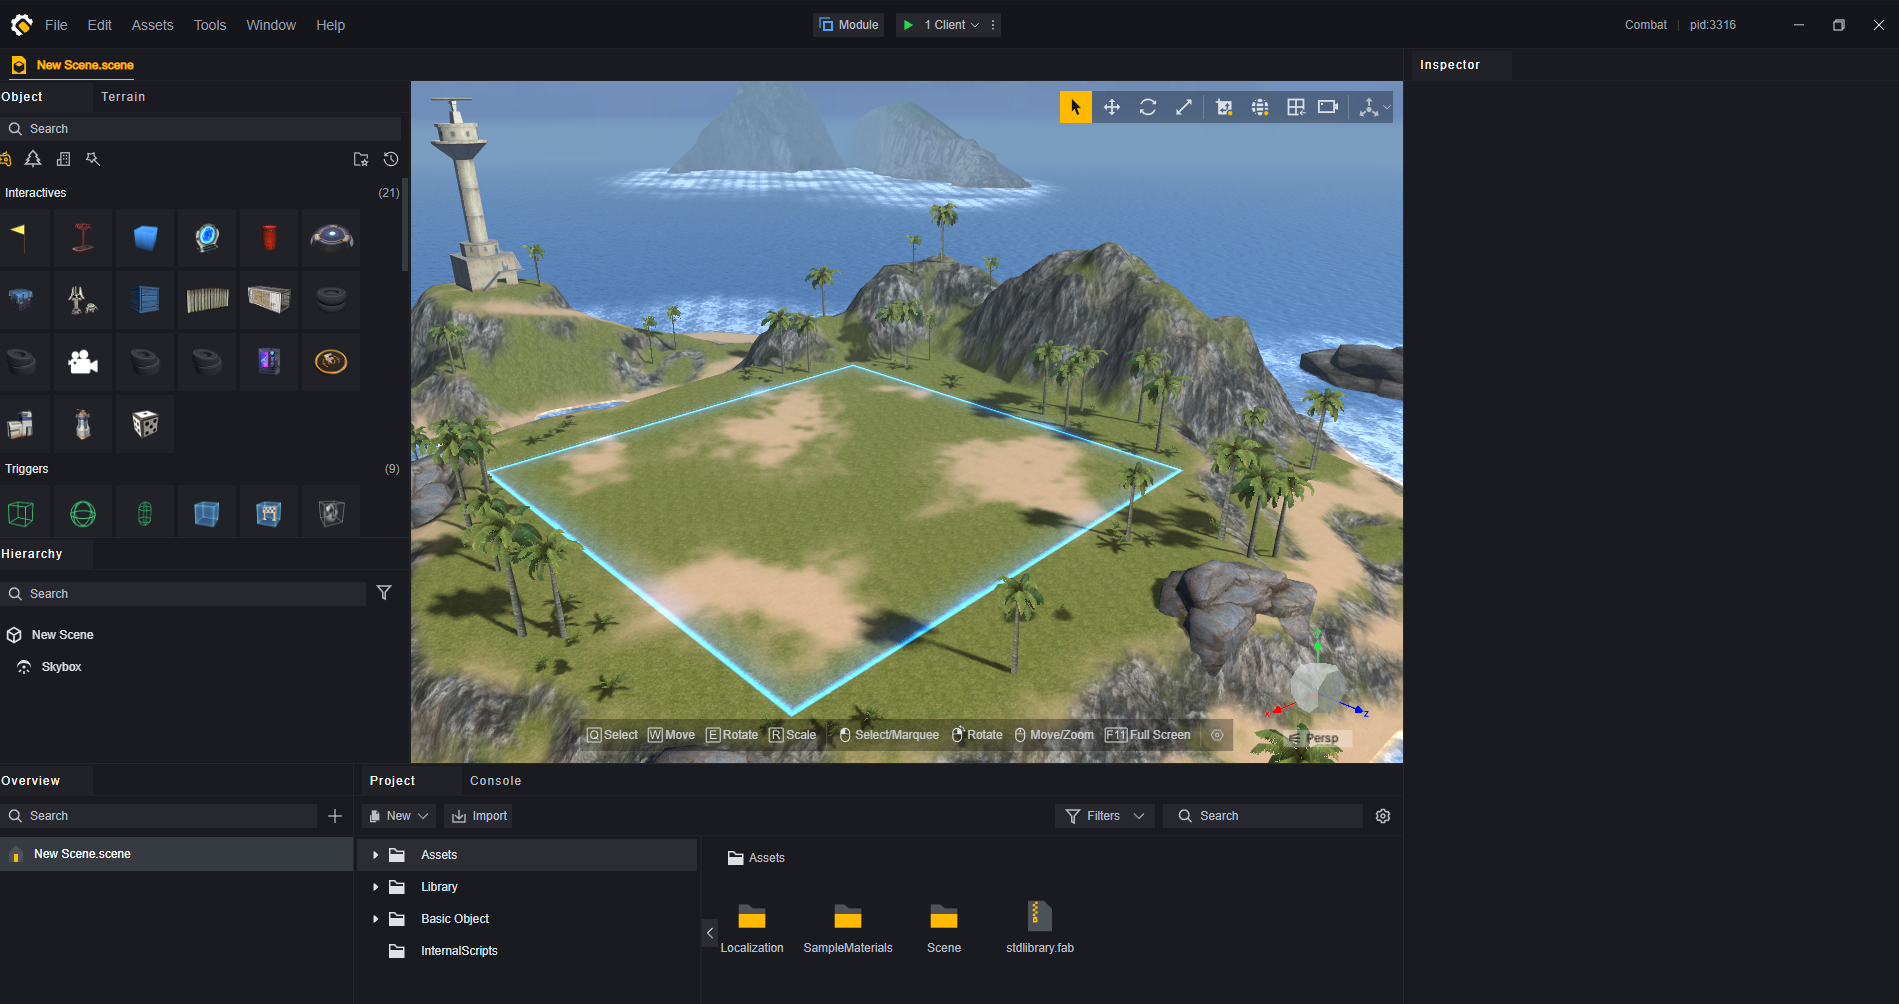 File Edit Assets Tools Window Help Module 1 Client Combat pid:3316
New Scene.scene
Inspector
Object Terrain
Search
Interactives (21)
Triggers (9)
Hierarchy
Search
New Scene
Skybox
Q Select W Move E Rotate R Scale Select/Marquee Rotate Move/Zoom F11 Full Screen
Y
X
Z
Persp
Overview
Search
New Scene.scene
Project Console
New Import Filters Search
Assets
Library
Basic Object
InternalScripts
Assets
Localization SampleMaterials Scene stdlibrary.fab